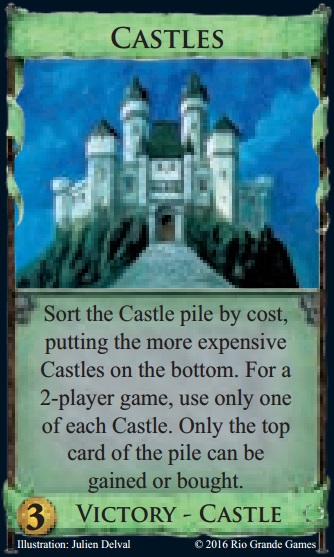 CASTLES
Sort the Castle pile by cost,
putting the more expensive
Castles on the bottom. For a
2-player game, use only one
of each Castle. Only the top
card of the pile can be
gained or bought.
3 VICTORY - CASTLE
Illustration: Julien Delval © 2016 Rio Grande Games